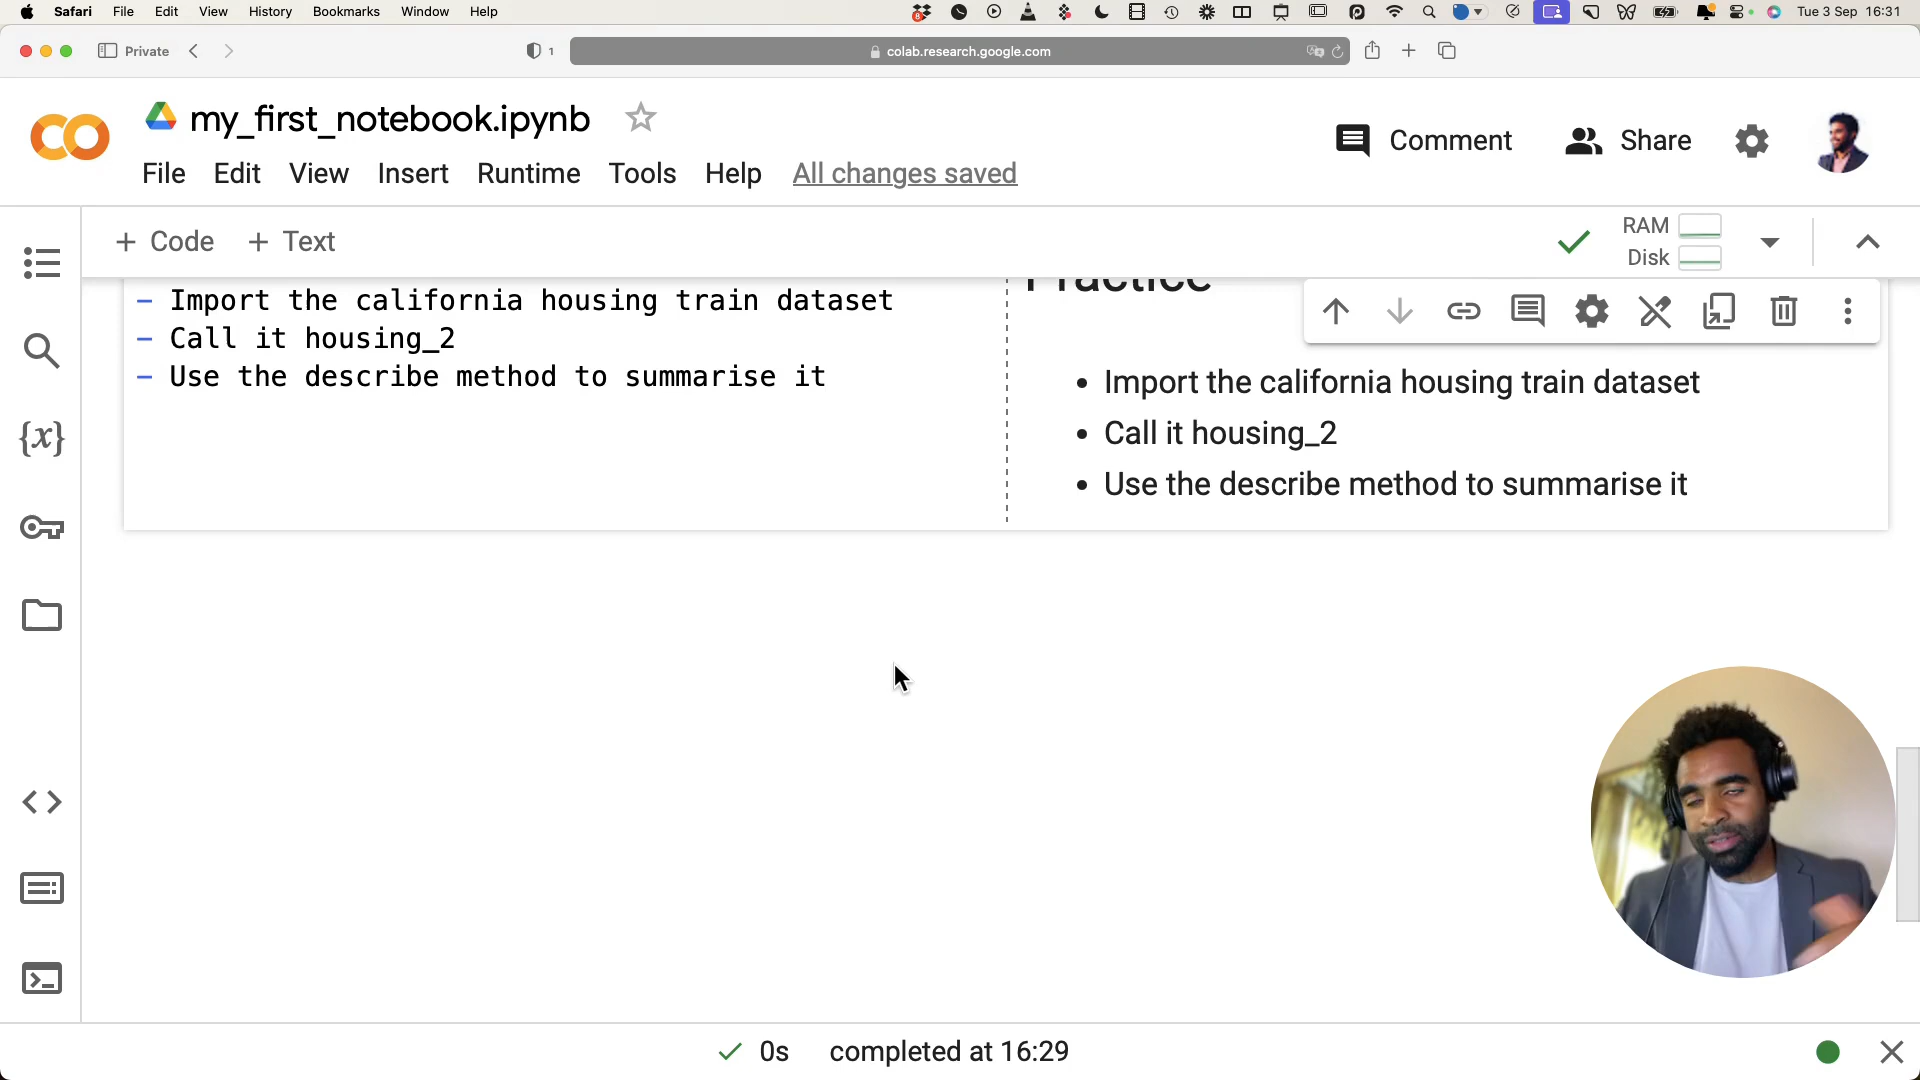 Safari File Edit View History Bookmarks Window Help 8 Tue 3 Sep 16:31
Private 1 colab.research.google.com
my_first_notebook.ipynb
Comment Share
File Edit View Insert Runtime Tools Help All changes saved
+ Code + Text
RAM
Disk
Practice
- Import the california housing train dataset
- Call it housing_2
- Use the describe method to summarise it
• Import the california housing train dataset
• Call it housing_2
• Use the describe method to summarise it
{x}
0s completed at 16:29